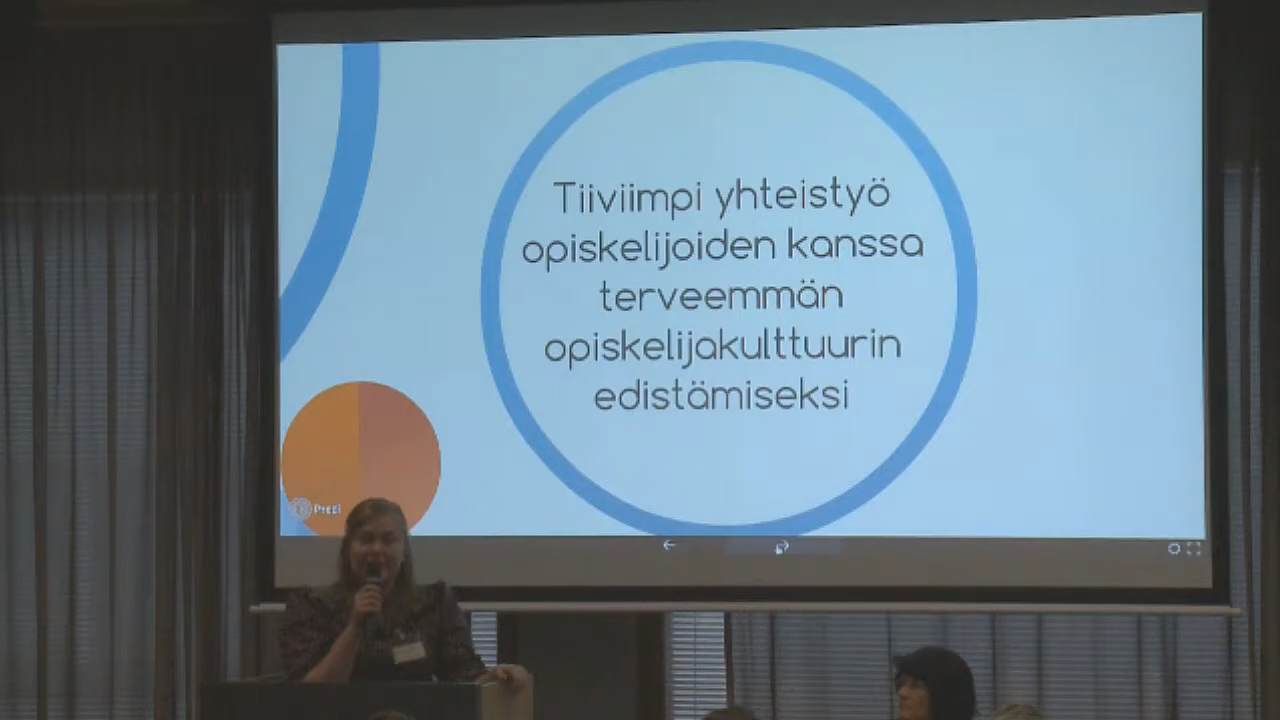 Tiiviimpi yhteistyö
opiskelijoiden kanssa
terveemmän
opiskelijakulttuurin
edistämiseksi
Prezi